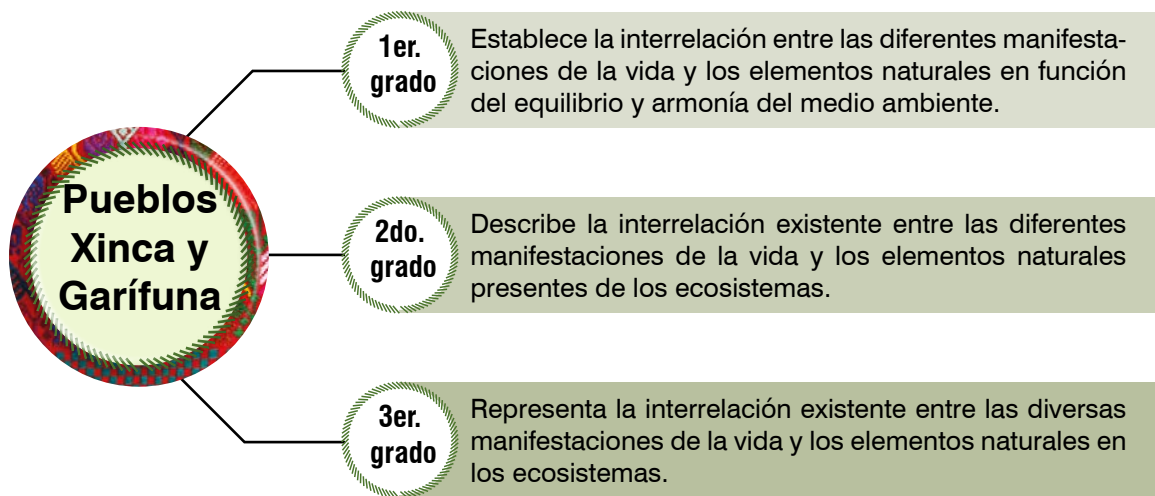 Pueblos
Xinca y
Garífuna
1er.
grado
Establece la interrelación entre las diferentes manifesta-
ciones de la vida y los elementos naturales en función
del equilibrio y armonía del medio ambiente.
2do.
grado
Describe la interrelación existente entre las diferentes
manifestaciones de la vida y los elementos naturales
presentes de los ecosistemas.
3er.
grado
Representa la interrelación existente entre las diversas
manifestaciones de la vida y los elementos naturales en
los ecosistemas.